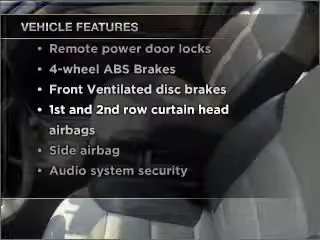 VEHICLE FEATURES
• Remote power door locks
• 4-wheel ABS Brakes
• Front Ventilated disc brakes
• 1st and 2nd row curtain head
airbags
• Side airbag
• Audio system security